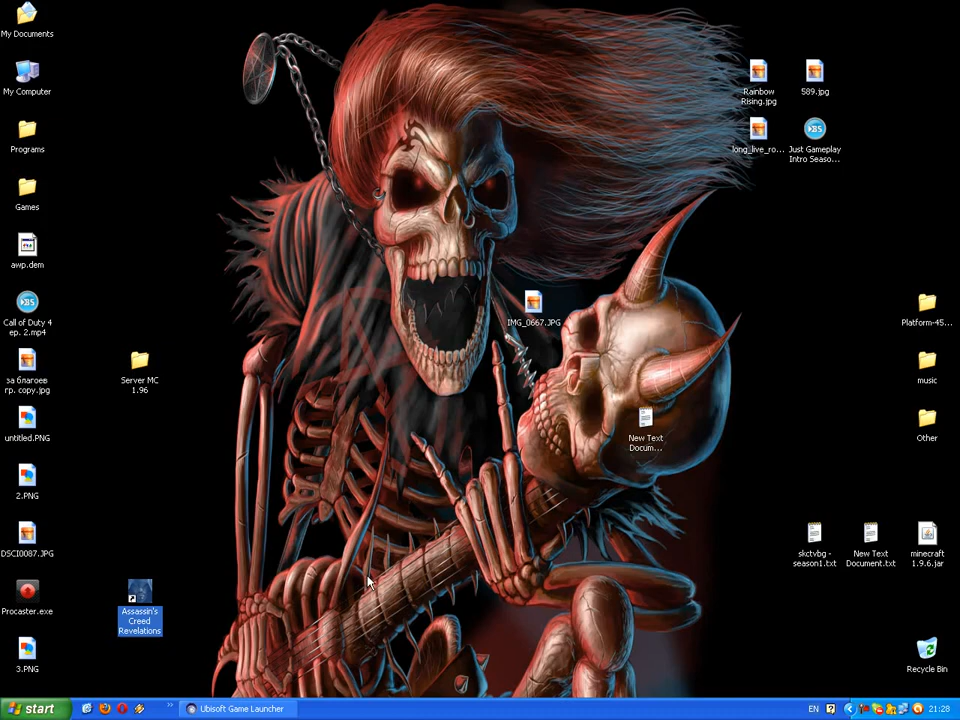 My Documents
My Computer
Programs
Games
awp.dem
Call of Duty 4
ep. 2.mp4
за благоев
гр. copy.jpg
untitled.PNG
2.PNG
DSCI0087.JPG
Procaster.exe
3.PNG
Server MC
1.96
Assassin's
Creed
Revelations
IMG_0667.JPG
New Text
Docum...
Rainbow
Rising.jpg
589.jpg
long_live_ro...
BS
Just Gameplay
Intro Seaso...
Platform-45...
music
Other
skctvbg -
season1.txt
New Text
Document.txt
minecraft
1.9.6.jar
Recycle Bin
start
Ubisoft Game Launcher
EN
21:28